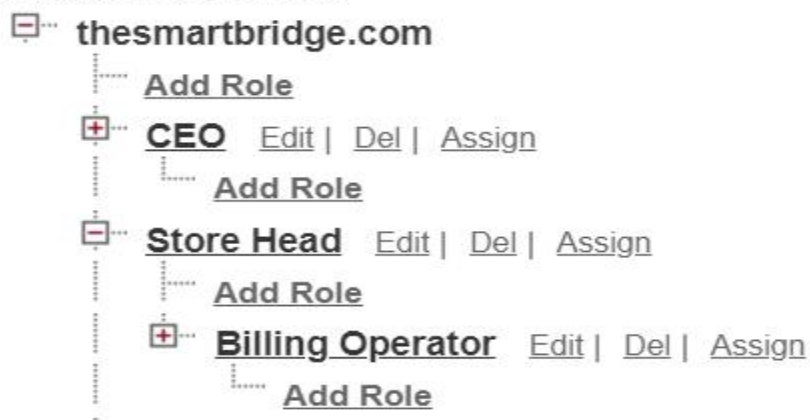 thesmartbridge.com
Add Role
CEO Edit | Del | Assign
Add Role
Store Head Edit | Del | Assign
Add Role
Billing Operator Edit | Del | Assign
Add Role